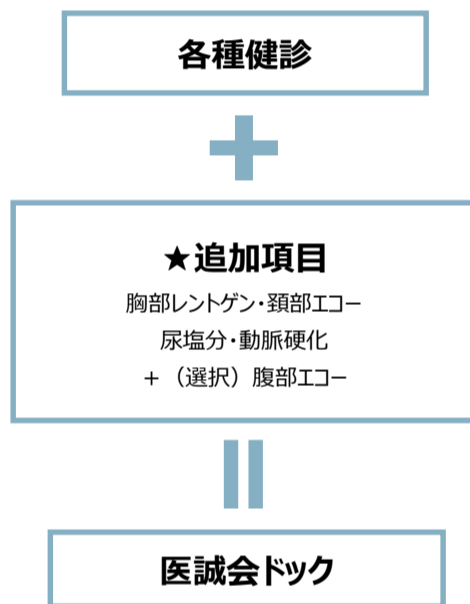 各種健診
+
★追加項目
胸部レントゲン・頚部エコー
尿塩分・動脈硬化
+ （選択）腹部エコー
医誠会ドック